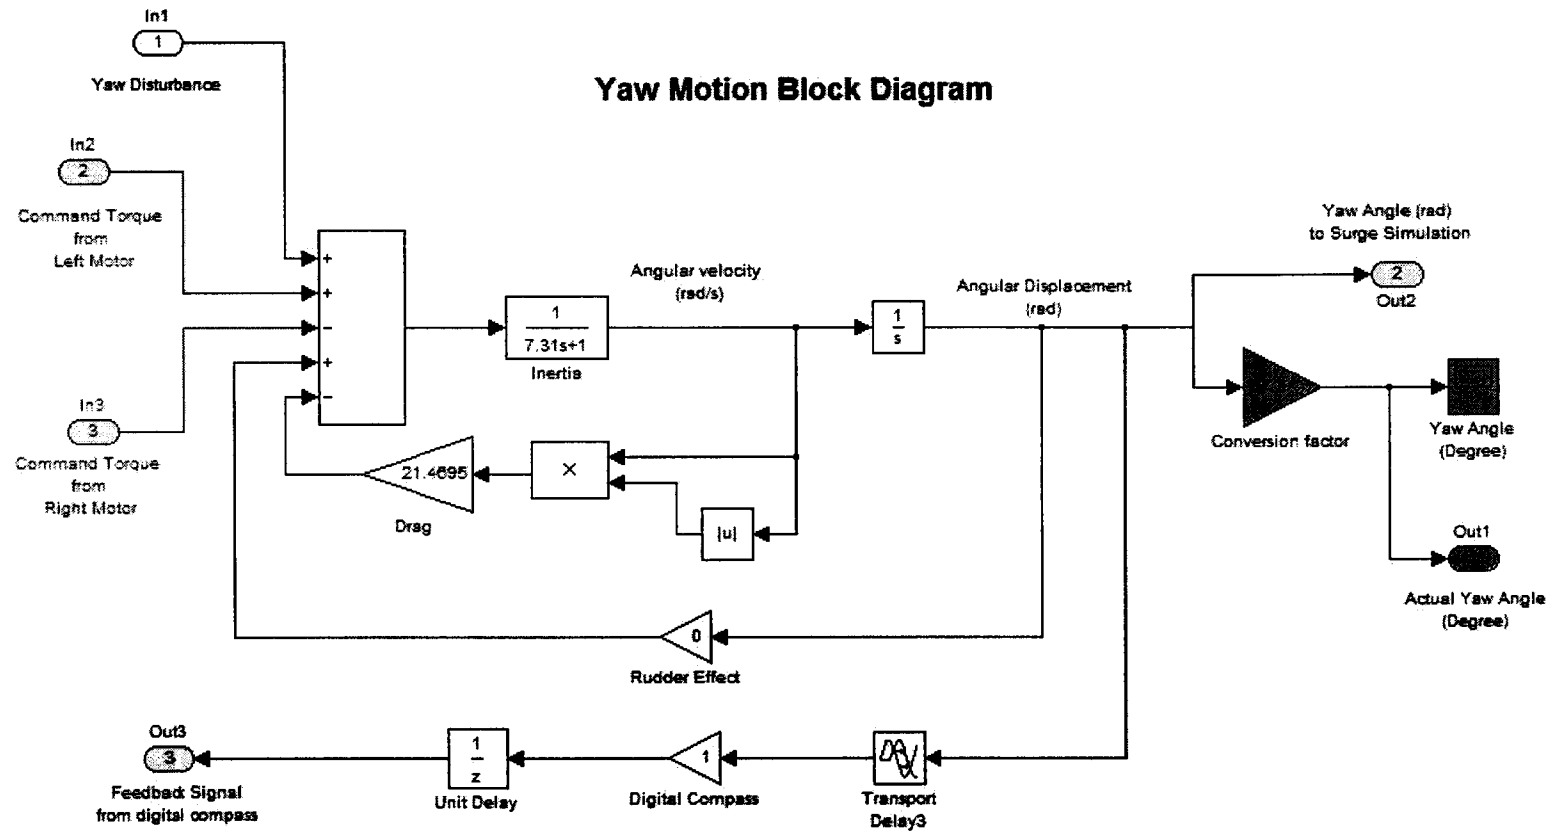 In1
1
Yaw Disturbance
Yaw Motion Block Diagram
In2
2
Command Torque
from
Left Motor
Yaw Angle (rad)
to Surge Simulation
2
Out2
+
+
−
+
−
Angular velocity
(rad/s)
1
7.31s+1
Inertia
1
s
Angular Displacement
(rad)
In3
3
Command Torque
from
Right Motor
Conversion factor
Yaw Angle
(Degree)
21.4695
Drag
×
|u|
Out1
Actual Yaw Angle
(Degree)
0
Rudder Effect
Out3
3
Feedback Signal
from digital compass
1
z
Unit Delay
1
Digital Compass
Transport
Delay3